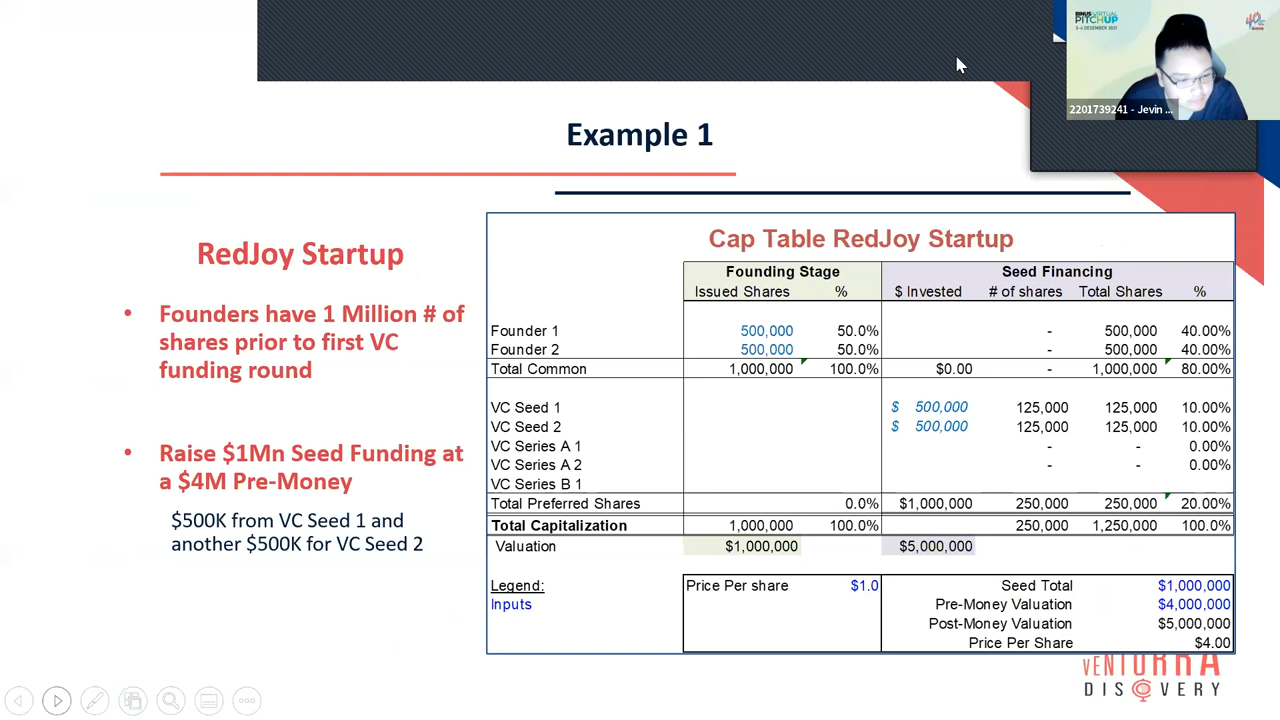 BINUS VIRTUAL
PITCHUP
2201739241 - Jevin ...
Example 1
RedJoy Startup
• Founders have 1 Million # of
shares prior to first VC
funding round
• Raise $1Mn Seed Funding at
a $4M Pre-Money
$500K from VC Seed 1 and
another $500K for VC Seed 2
Cap Table RedJoy Startup
Founding Stage Seed Financing
Issued Shares % $ Invested # of shares Total Shares %
Founder 1 500,000 50.0% - 500,000 40.00%
Founder 2 500,000 50.0% - 500,000 40.00%
Total Common 1,000,000 100.0% $0.00 - 1,000,000 80.00%
VC Seed 1 $ 500,000 125,000 125,000 10.00%
VC Seed 2 $ 500,000 125,000 125,000 10.00%
VC Series A 1 - - 0.00%
VC Series A 2 - - 0.00%
VC Series B 1
Total Preferred Shares 0.0% $1,000,000 250,000 250,000 20.00%
Total Capitalization 1,000,000 100.0% 250,000 1,250,000 100.0%
Valuation $1,000,000 $5,000,000
Legend: Price Per share $1.0 Seed Total $1,000,000
Inputs Pre-Money Valuation $4,000,000
Post-Money Valuation $5,000,000
Price Per Share $4.00
VENTURRA
DISCOVERY